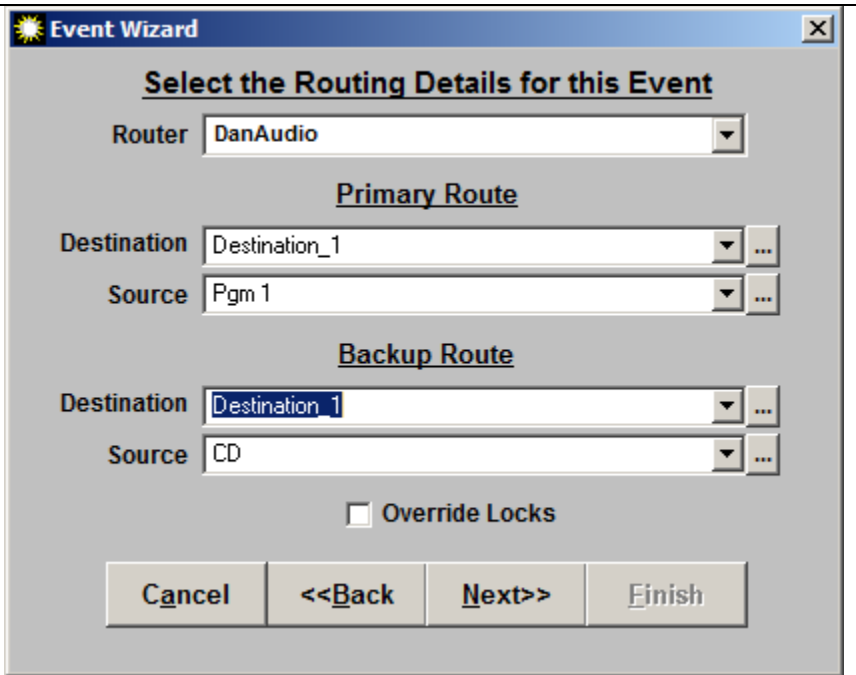 Event Wizard
Select the Routing Details for this Event
Router DanAudio
Primary Route
Destination Destination_1 ...
Source Pgm 1 ...
Backup Route
Destination Destination_1 ...
Source CD ...
Override Locks
Cancel <<Back Next>> Finish